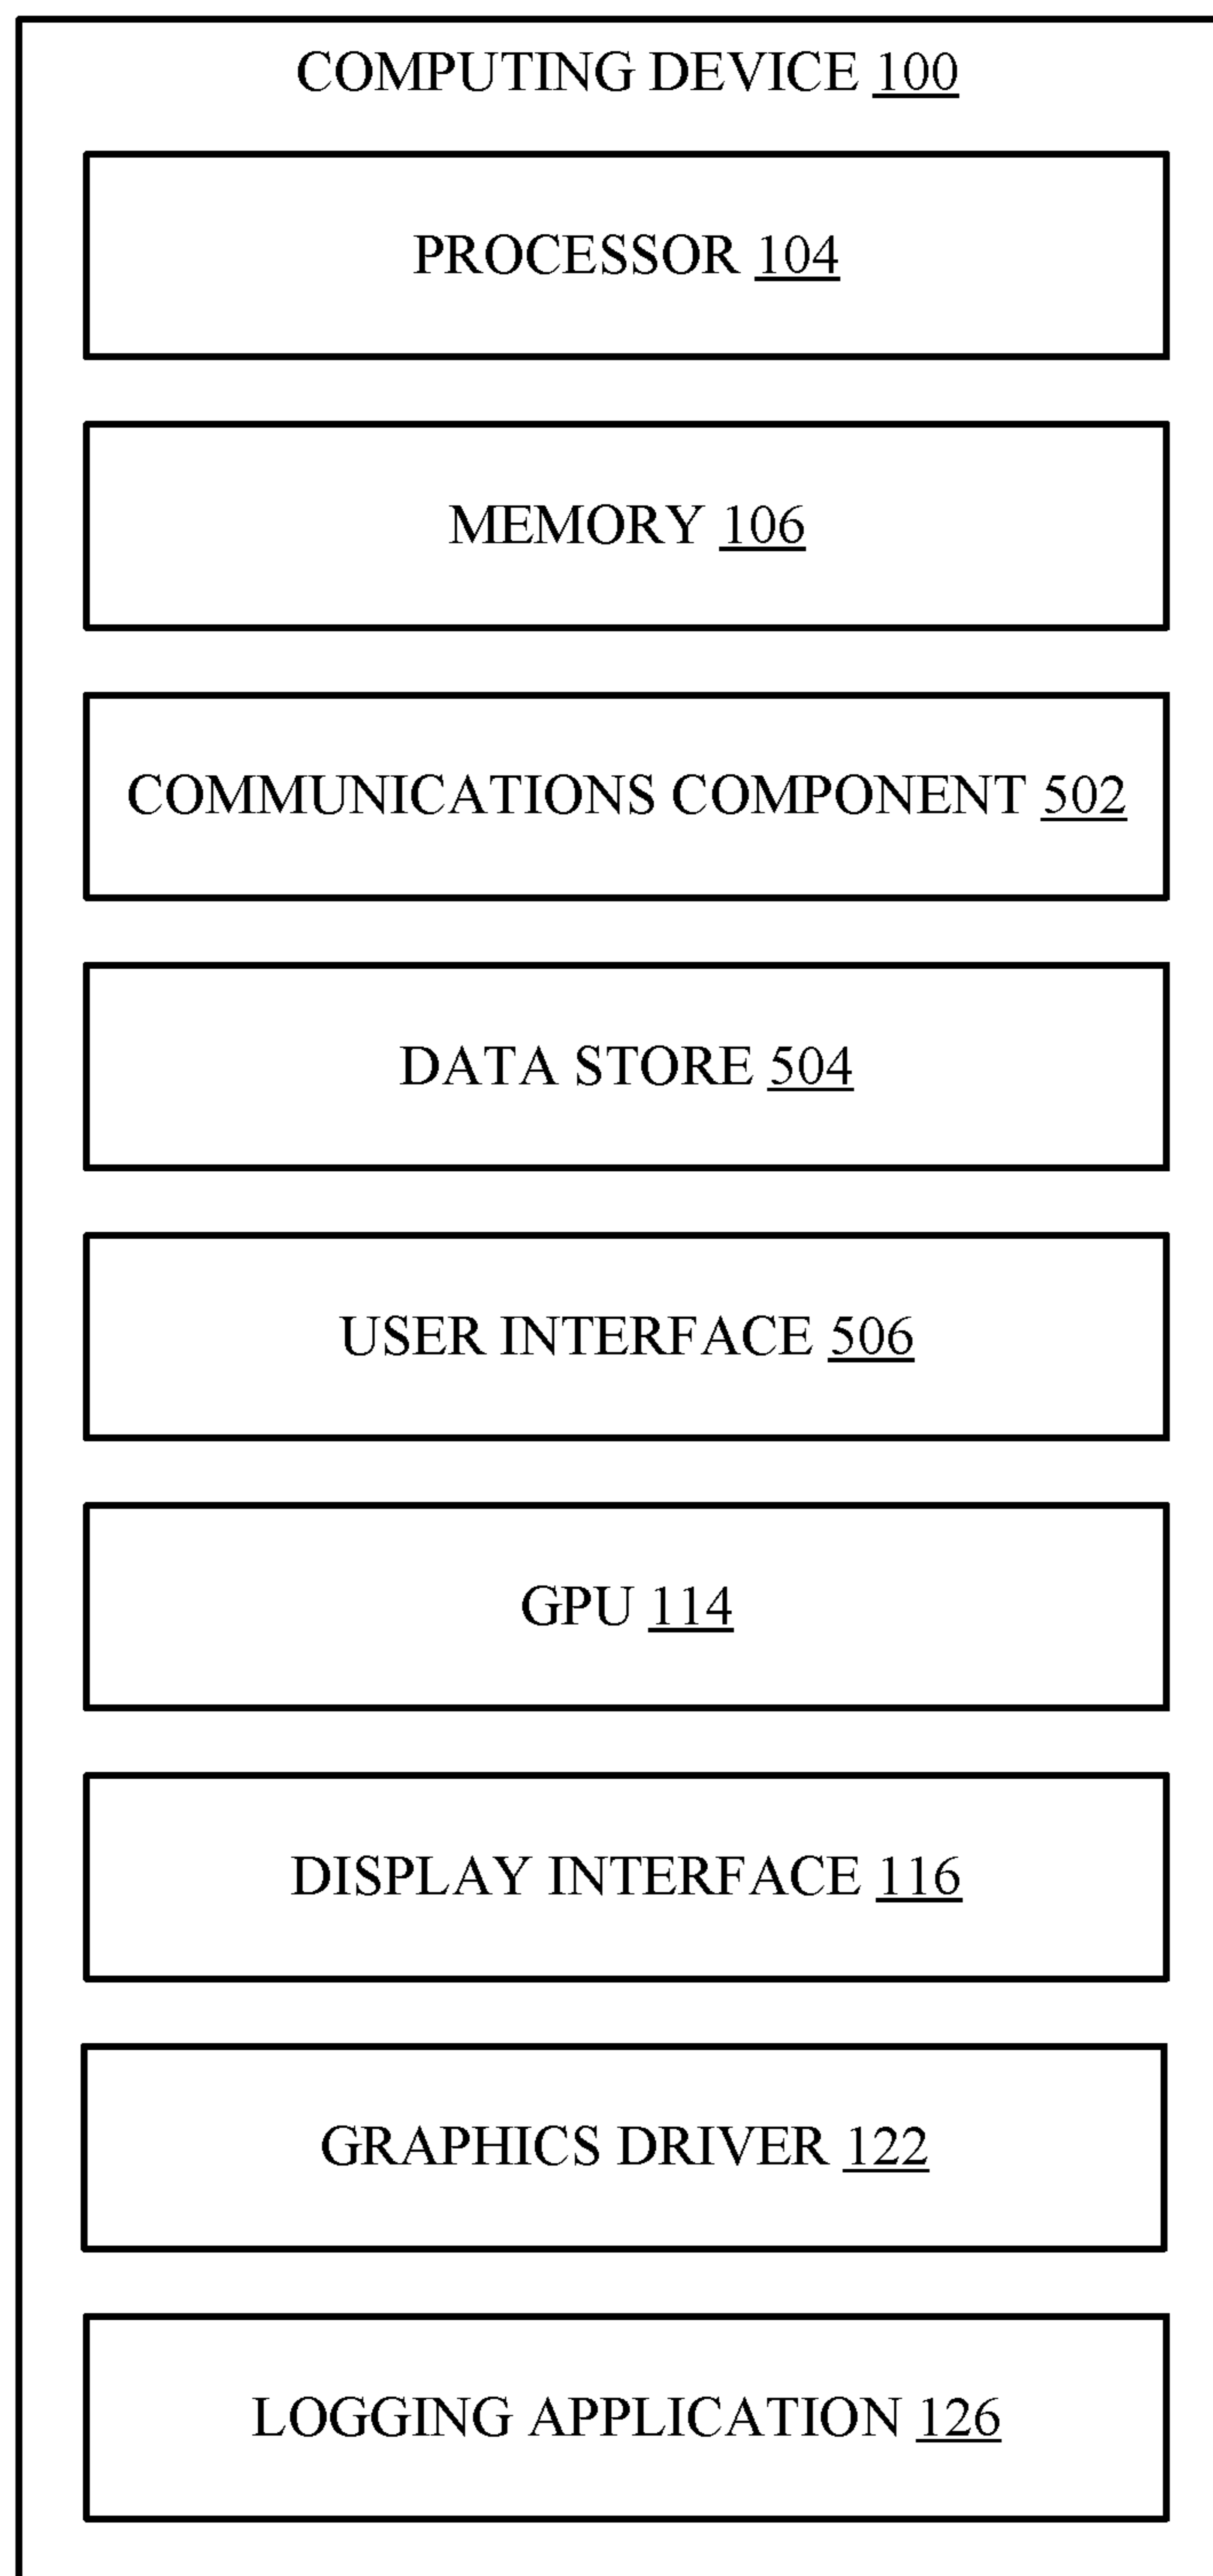 COMPUTING DEVICE 100
PROCESSOR 104
MEMORY 106
COMMUNICATIONS COMPONENT 502
DATA STORE 504
USER INTERFACE 506
GPU 114
DISPLAY INTERFACE 116
GRAPHICS DRIVER 122
LOGGING APPLICATION 126